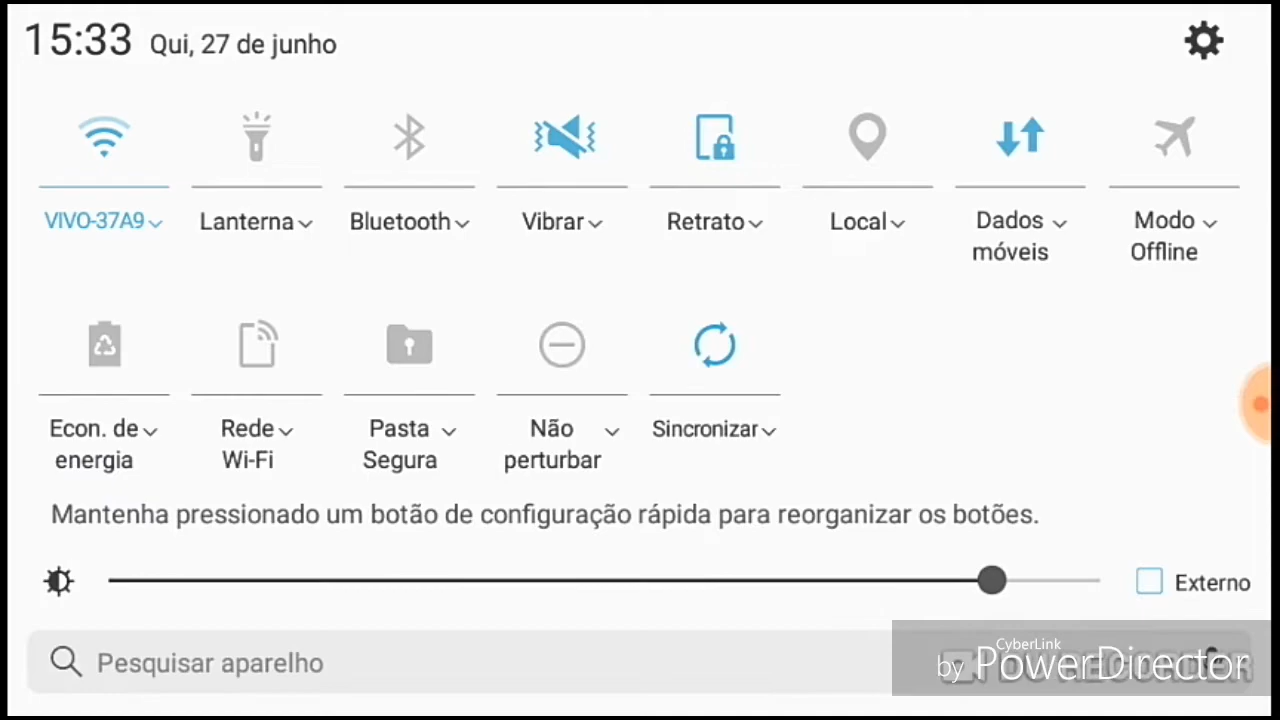 15:33 Qui, 27 de junho
VIVO-37A9 Lanterna Bluetooth Vibrar Retrato Local Dados móveis Modo Offline
Econ. de energia Rede Wi-Fi Pasta Segura Não perturbar Sincronizar
Mantenha pressionado um botão de configuração rápida para reorganizar os botões.
Externo
Pesquisar aparelho
CyberLink
by PowerDirector